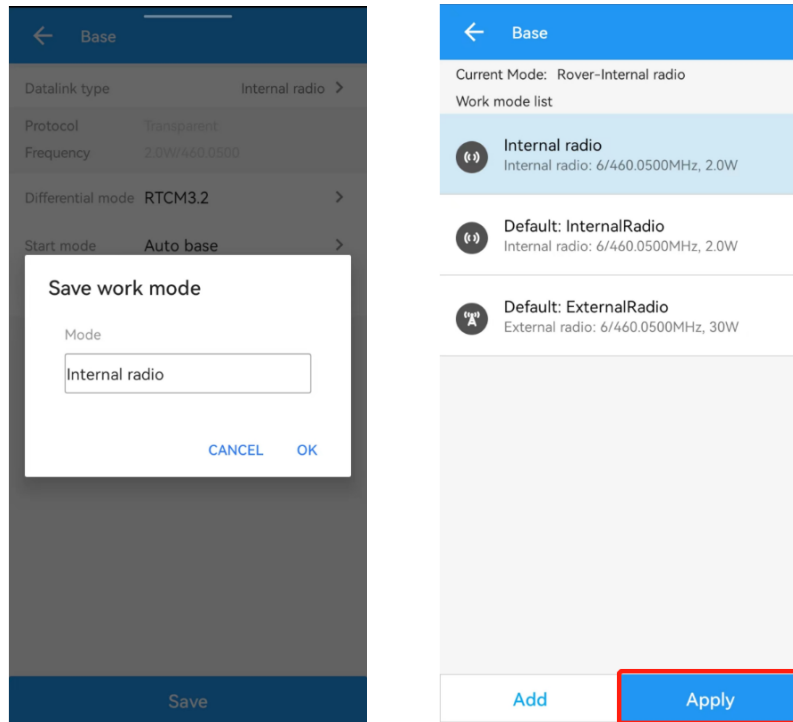 Base
Datalink type Internal radio
Protocol Transparent
Frequency 2.0W/460.0500
Differential mode RTCM3.2
Start mode Auto base
Save work mode
Mode
Internal radio
CANCEL OK
Save
Base
Current Mode: Rover-Internal radio
Work mode list
Internal radio
Internal radio: 6/460.0500MHz, 2.0W
Default: InternalRadio
Internal radio: 6/460.0500MHz, 2.0W
Default: ExternalRadio
External radio: 6/460.0500MHz, 30W
Add Apply